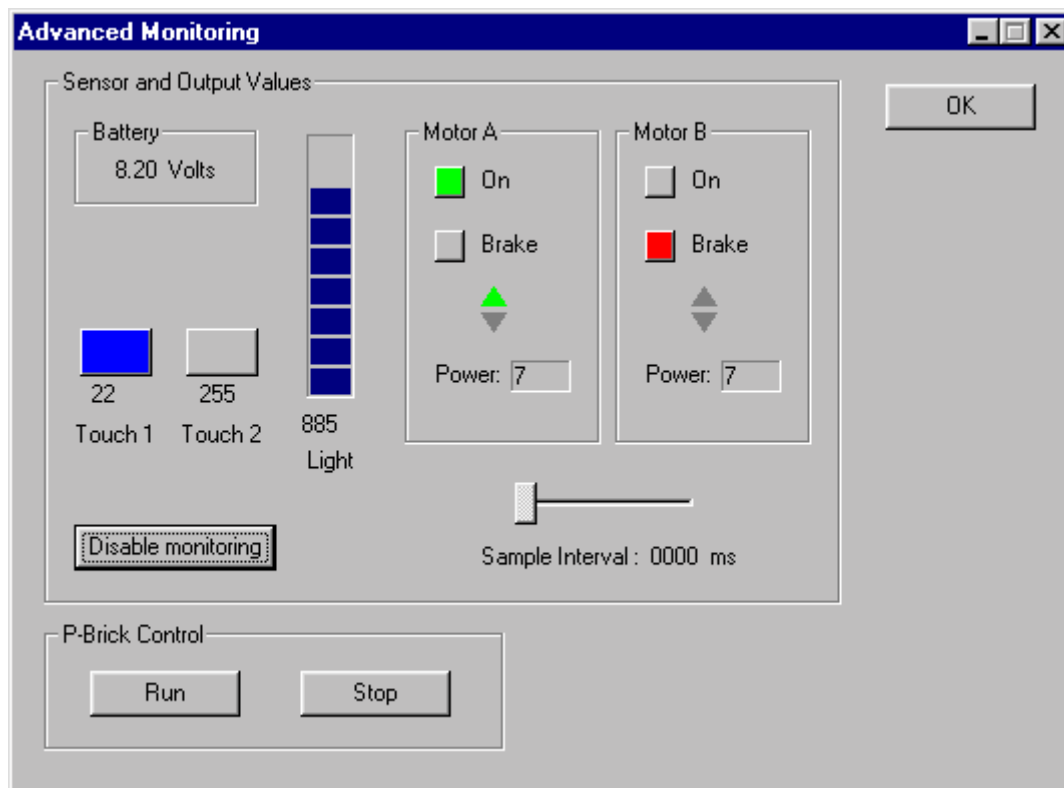 Advanced Monitoring
Sensor and Output Values
OK
Battery
8.20 Volts
Motor A
On
Brake
Power: 7
Motor B
On
Brake
Power: 7
22
255
Touch 1
Touch 2
885
Light
Disable monitoring
Sample Interval : 0000 ms
P-Brick Control
Run
Stop